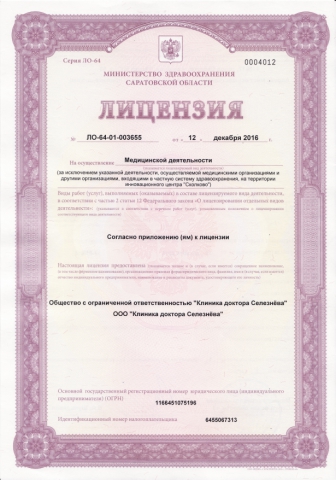 Серия ЛО-64
0004012
МИНИСТЕРСТВО ЗДРАВООХРАНЕНИЯ
САРАТОВСКОЙ ОБЛАСТИ
ЛИЦЕНЗИЯ
№ ЛО-64-01-003655 от « 12 » декабря 2016 г.
На осуществление Медицинской деятельности
(за исключением указанной деятельности, осуществляемой медицинскими организациями и
другими организациями, входящими в частную систему здравоохранения, на территории
инновационного центра "Сколково")
Виды работ (услуг), выполняемых (оказываемых) в составе лицензируемого вида деятельности,
в соответствии с частью 2 статьи 12 Федерального закона «О лицензировании отдельных видов
деятельности»:
Согласно приложению (ям) к лицензии
Настоящая лицензия предоставлена
Общество с ограниченной ответственностью "Клиника доктора Селезнёва"
ООО "Клиника доктора Селезнёва"
Основной государственный регистрационный номер юридического лица (индивидуального
предпринимателя) (ОГРН)
1166451075196
Идентификационный номер налогоплательщика 6455067313